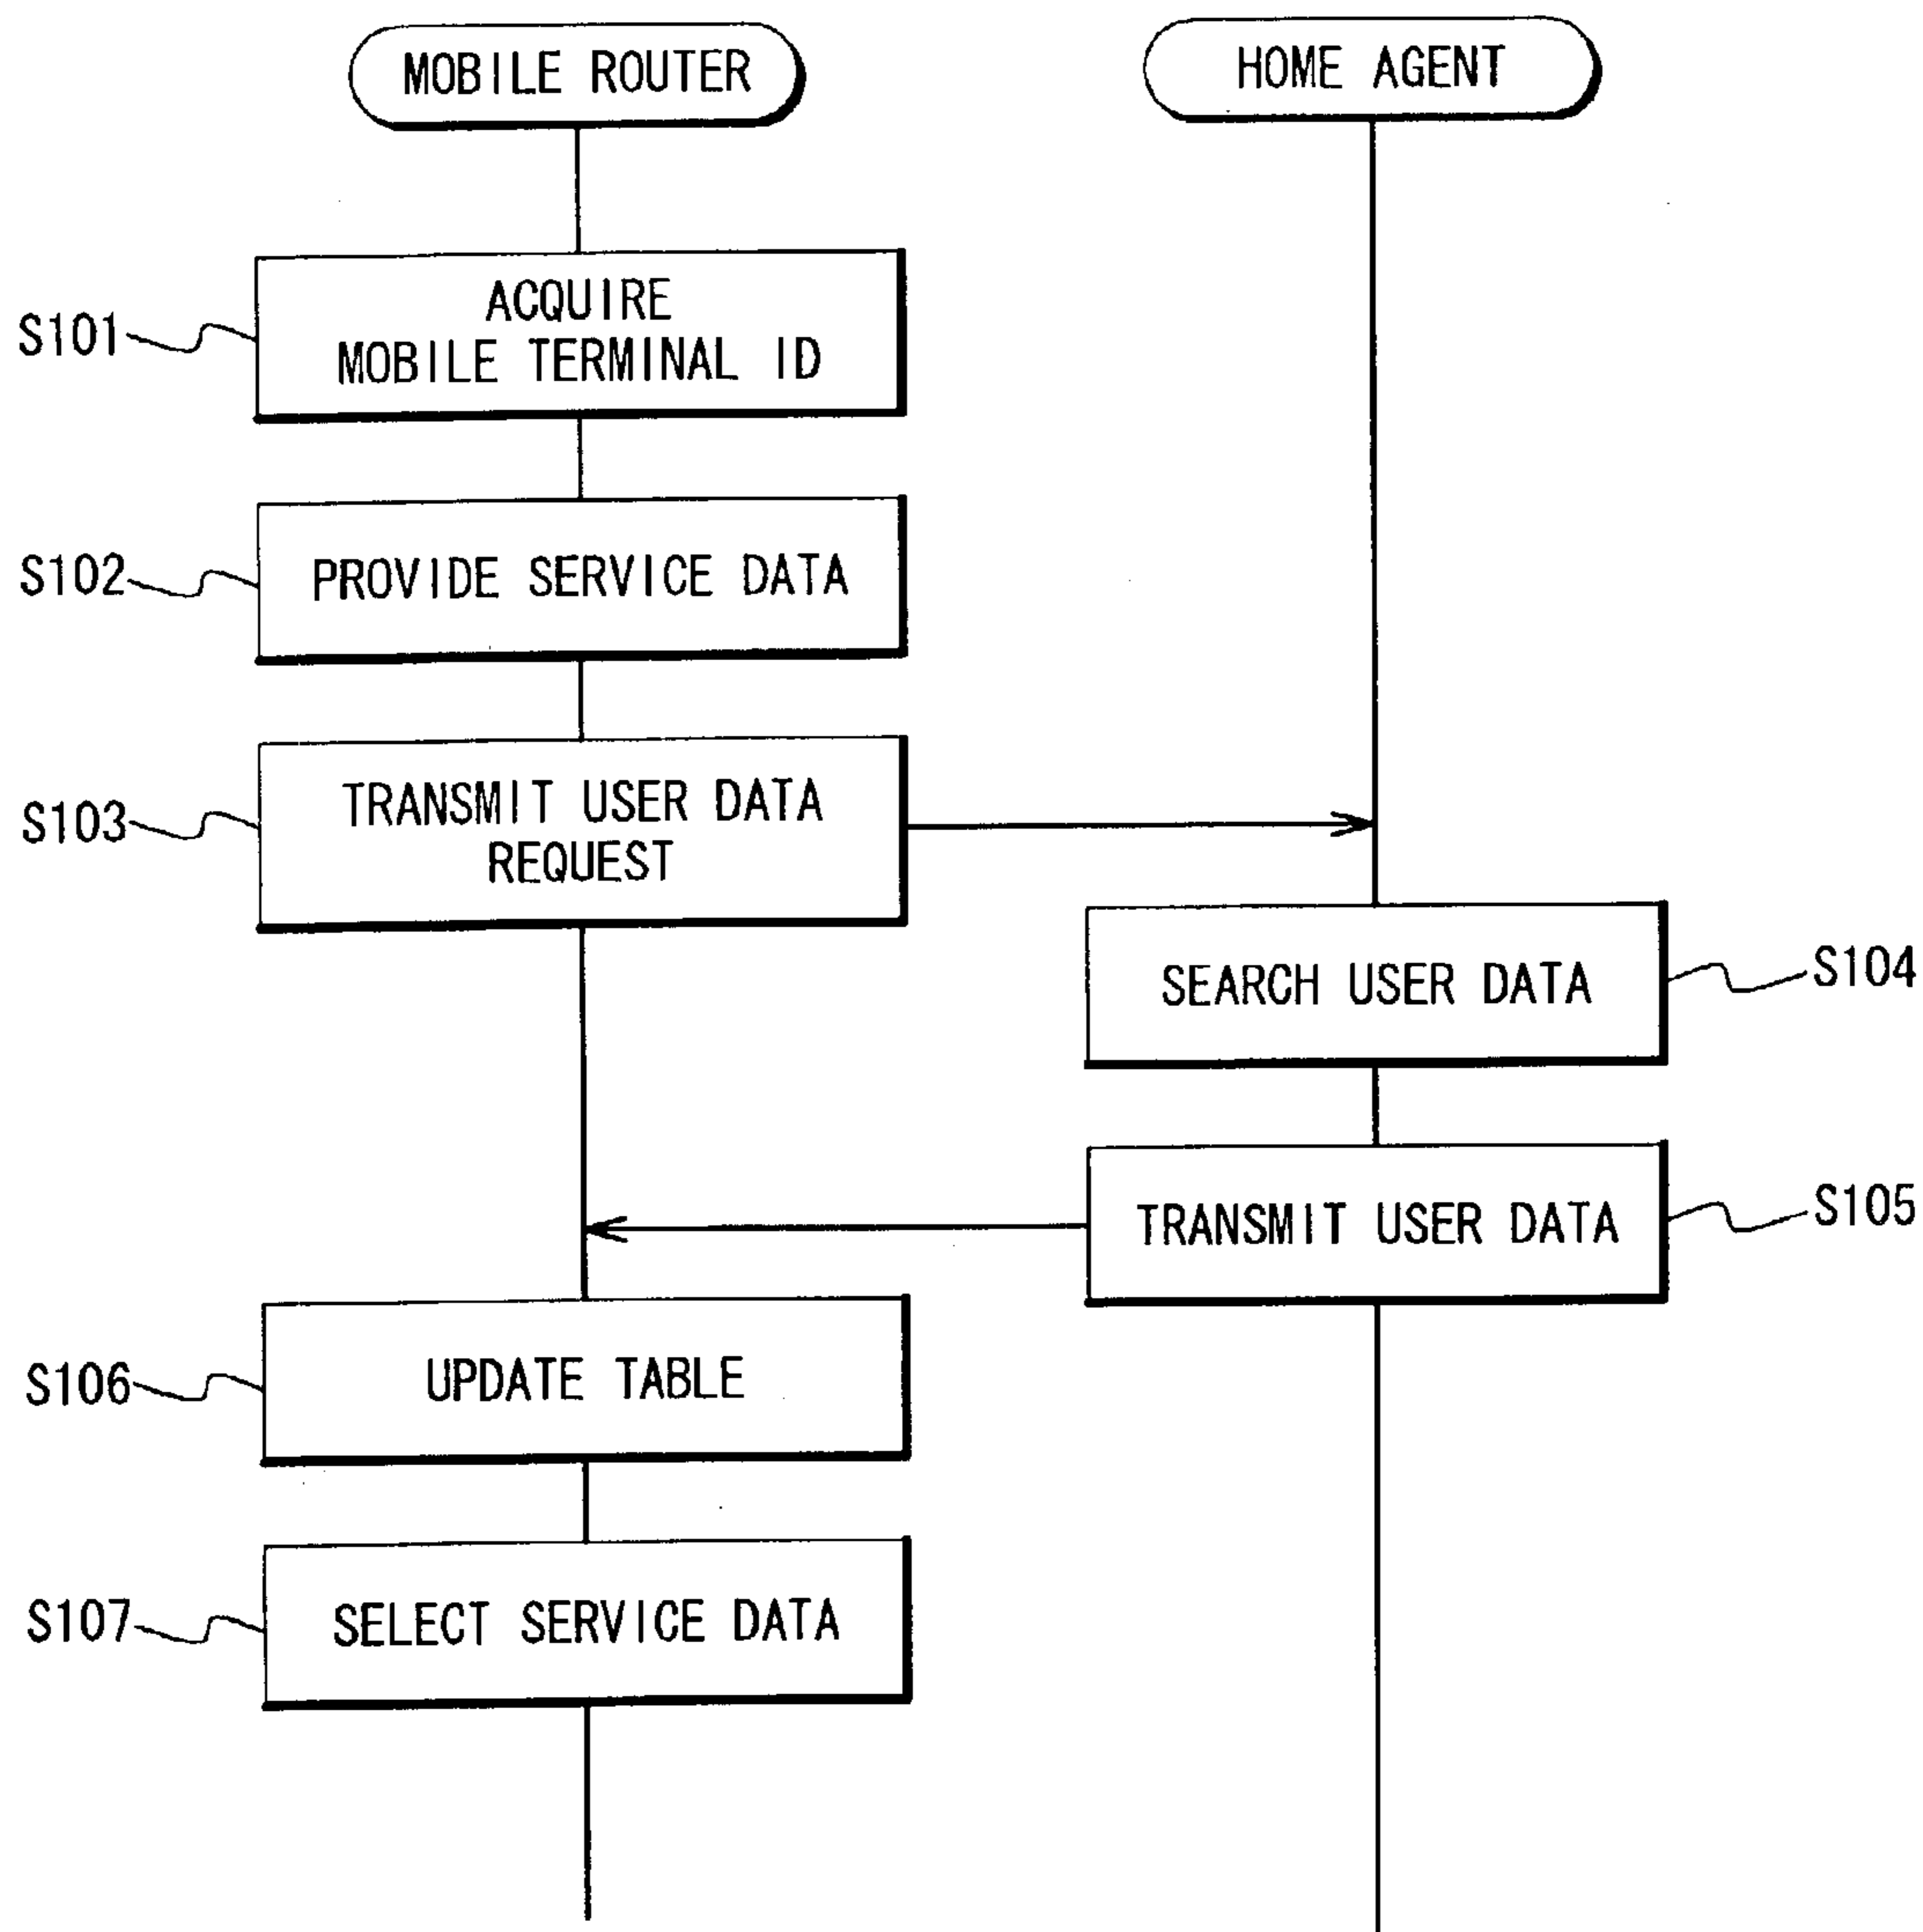 MOBILE ROUTER
HOME AGENT
S101
ACQUIRE
MOBILE TERMINAL ID
S102
PROVIDE SERVICE DATA
S103
TRANSMIT USER DATA
REQUEST
SEARCH USER DATA
S104
TRANSMIT USER DATA
S105
S106
UPDATE TABLE
S107
SELECT SERVICE DATA